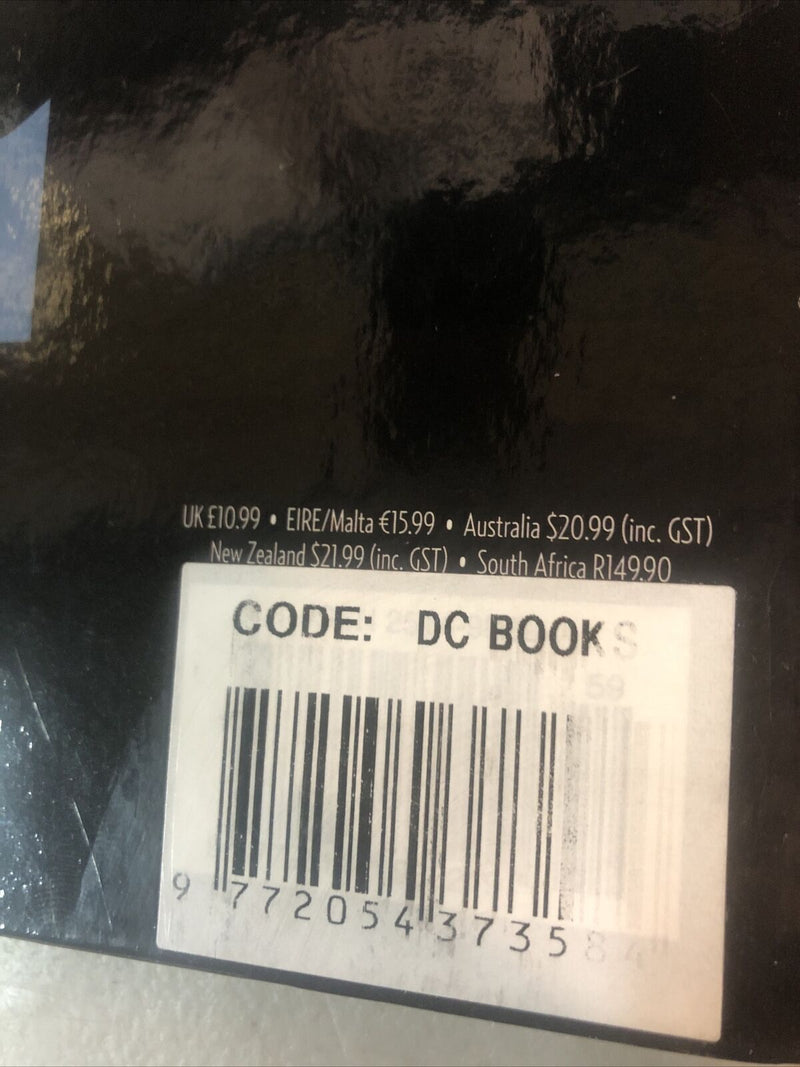 UK £10.99 • EIRE/Malta €15.99 • Australia $20.99 (inc. GST)
New Zealand $21.99 (inc. GST) • South Africa R149.90
CODE: DC BOOKS
59
9 772054 373584